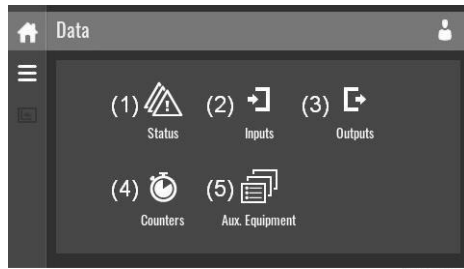 Data
(1) (2) (3)
Status Inputs Outputs
(4) (5)
Counters Aux. Equipment